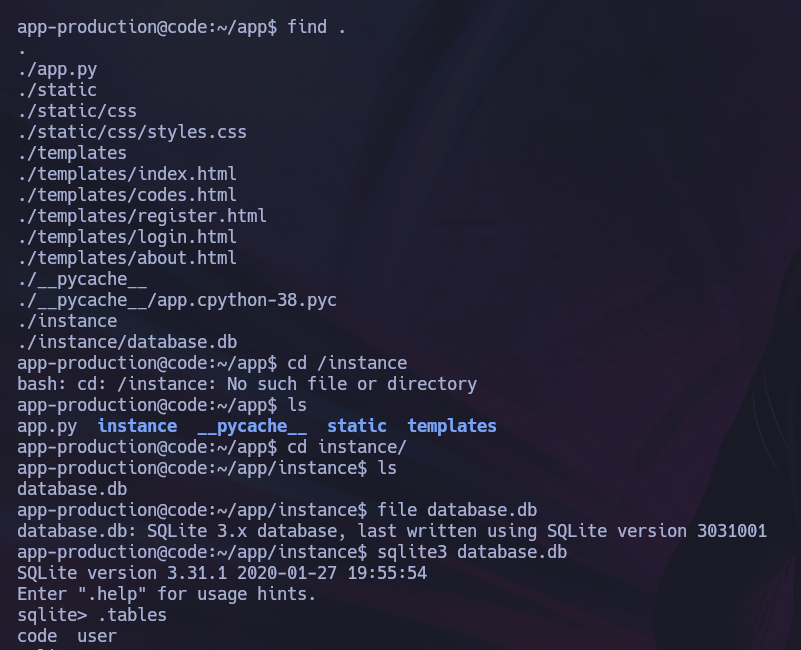 app-production@code:~/app$ find .
.
./app.py
./static
./static/css
./static/css/styles.css
./templates
./templates/index.html
./templates/codes.html
./templates/register.html
./templates/login.html
./templates/about.html
./__pycache__
./__pycache__/app.cpython-38.pyc
./instance
./instance/database.db
app-production@code:~/app$ cd /instance
bash: cd: /instance: No such file or directory
app-production@code:~/app$ ls
app.py  instance  __pycache__  static  templates
app-production@code:~/app$ cd instance/
app-production@code:~/app/instance$ ls
database.db
app-production@code:~/app/instance$ file database.db
database.db: SQLite 3.x database, last written using SQLite version 3031001
app-production@code:~/app/instance$ sqlite3 database.db
SQLite version 3.31.1 2020-01-27 19:55:54
Enter ".help" for usage hints.
sqlite> .tables
code  user